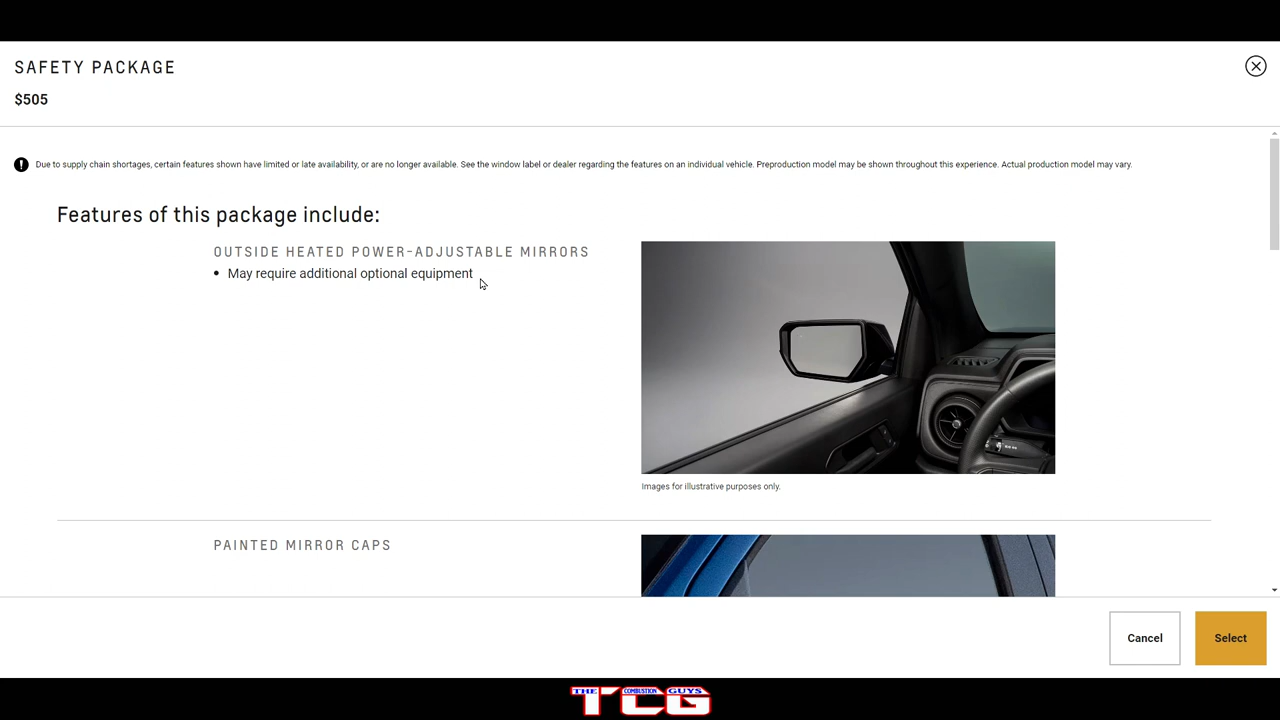 SAFETY PACKAGE
$505
Due to supply chain shortages, certain features shown have limited or late availability, or are no longer available. See the window label or dealer regarding the features on an individual vehicle. Preproduction model may be shown throughout this experience. Actual production model may vary.
Features of this package include:
OUTSIDE HEATED POWER-ADJUSTABLE MIRRORS
• May require additional optional equipment
Images for illustrative purposes only.
PAINTED MIRROR CAPS
Cancel
Select
THE COMBUSTION GUYS
TCG